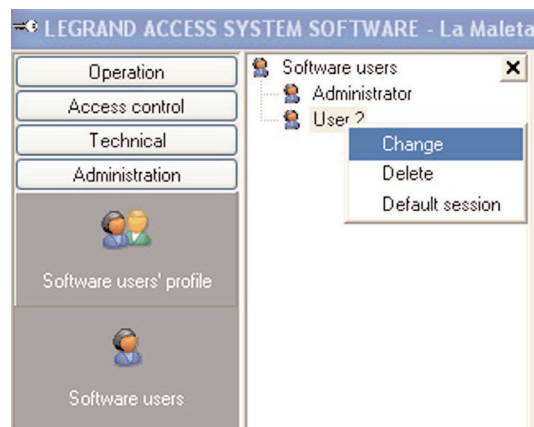 LEGRAND ACCESS SYSTEM SOFTWARE - La Maleta
Operation
Access control
Technical
Administration
Software users' profile
Software users
Software users
Administrator
User 2
Change
Delete
Default session